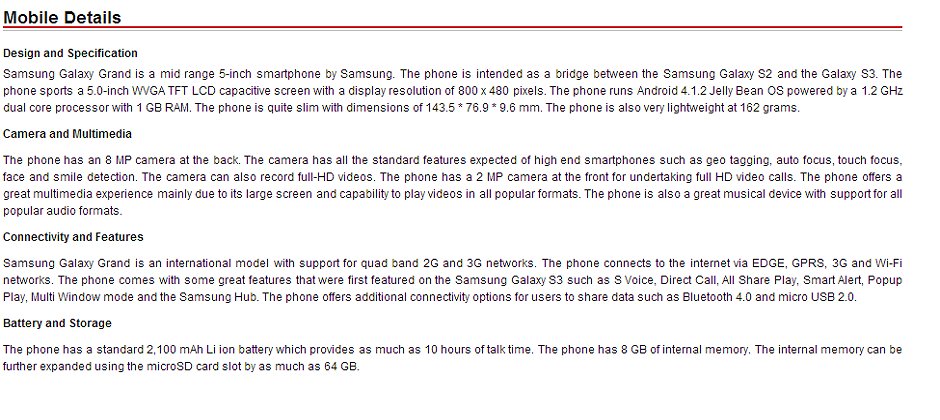 Mobile Details
Design and Specification
Samsung Galaxy Grand is a mid range 5-inch smartphone by Samsung. The phone is intended as a bridge between the Samsung Galaxy S2 and the Galaxy S3. The
phone sports a 5.0-inch WVGA TFT LCD capacitive screen with a display resolution of 800 x 480 pixels. The phone runs Android 4.1.2 Jelly Bean OS powered by a 1.2 GHz
dual core processor with 1 GB RAM. The phone is quite slim with dimensions of 143.5 * 76.9 * 9.6 mm. The phone is also very lightweight at 162 grams.
Camera and Multimedia
The phone has an 8 MP camera at the back. The camera has all the standard features expected of high end smartphones such as geo tagging, auto focus, touch focus,
face and smile detection. The camera can also record full-HD videos. The phone has a 2 MP camera at the front for undertaking full HD video calls. The phone offers a
great multimedia experience mainly due to its large screen and capability to play videos in all popular formats. The phone is also a great musical device with support for all
popular audio formats.
Connectivity and Features
Samsung Galaxy Grand is an international model with support for quad band 2G and 3G networks. The phone connects to the internet via EDGE, GPRS, 3G and Wi-Fi
networks. The phone comes with some great features that were first featured on the Samsung Galaxy S3 such as S Voice, Direct Call, All Share Play, Smart Alert, Popup
Play, Multi Window mode and the Samsung Hub. The phone offers additional connectivity options for users to share data such as Bluetooth 4.0 and micro USB 2.0.
Battery and Storage
The phone has a standard 2,100 mAh Li ion battery which provides as much as 10 hours of talk time. The phone has 8 GB of internal memory. The internal memory can be
further expanded using the microSD card slot by as much as 64 GB.